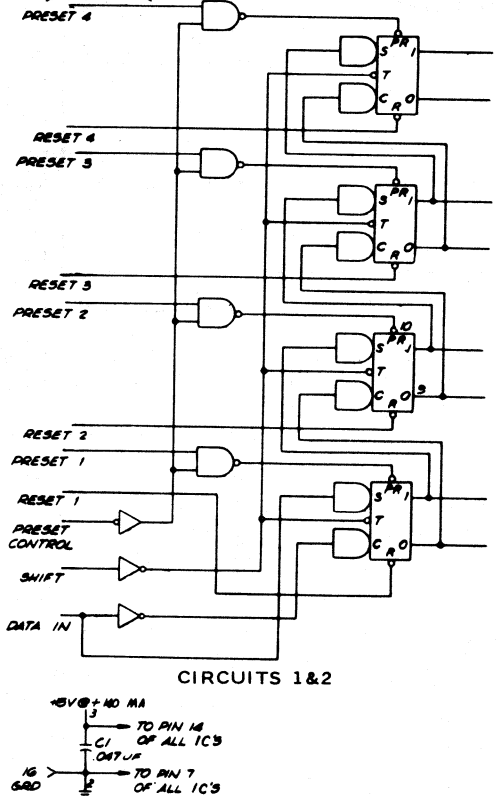 PRESET 4
PR
S 1
T
C 0
R
RESET 4
PRESET 3
PR
S 1
T
C 0
R
RESET 3
PRESET 2
10
PR
S 1
T
C 0 9
R
RESET 2
PRESET 1
PR
S 1
T
C 0
R
RESET 1
PRESET
CONTROL
SHIFT
DATA IN
CIRCUITS 1&2
+5V @ + 140 MA
3
TO PIN 14
OF ALL IC'S
C1
.047UF
16
GRD
2
TO PIN 7
OF ALL IC'S